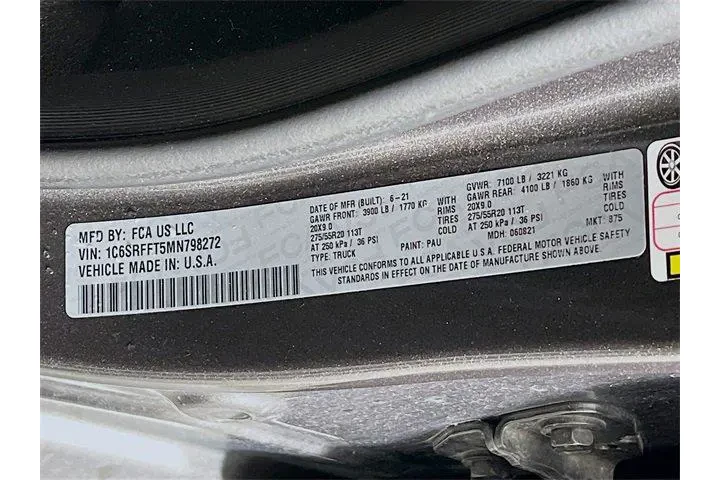 MFD BY: FCA US LLC
VIN: 1C6SRFFT5MN798272
VEHICLE MADE IN: U.S.A.
DATE OF MFR (BUILT): 6-21
GAWR FRONT: 3900 LB / 1770 KG WITH
20X9.0 RIMS
275/55R20 113T TIRES
AT 250 kPa / 36 PSI COLD
TYPE: TRUCK PAINT: PAU
GVWR: 7100 LB / 3221 KG
GAWR REAR: 4100 LB / 1860 KG WITH
20X9.0 RIMS
275/55R20 113T TIRES
AT 250 kPa / 36 PSI COLD
MDH: 060821 MKT: 875
THIS VEHICLE CONFORMS TO ALL APPLICABLE U.S.A. FEDERAL MOTOR VEHICLE SAFETY
STANDARDS IN EFFECT ON THE DATE OF MANUFACTURE SHOWN ABOVE.